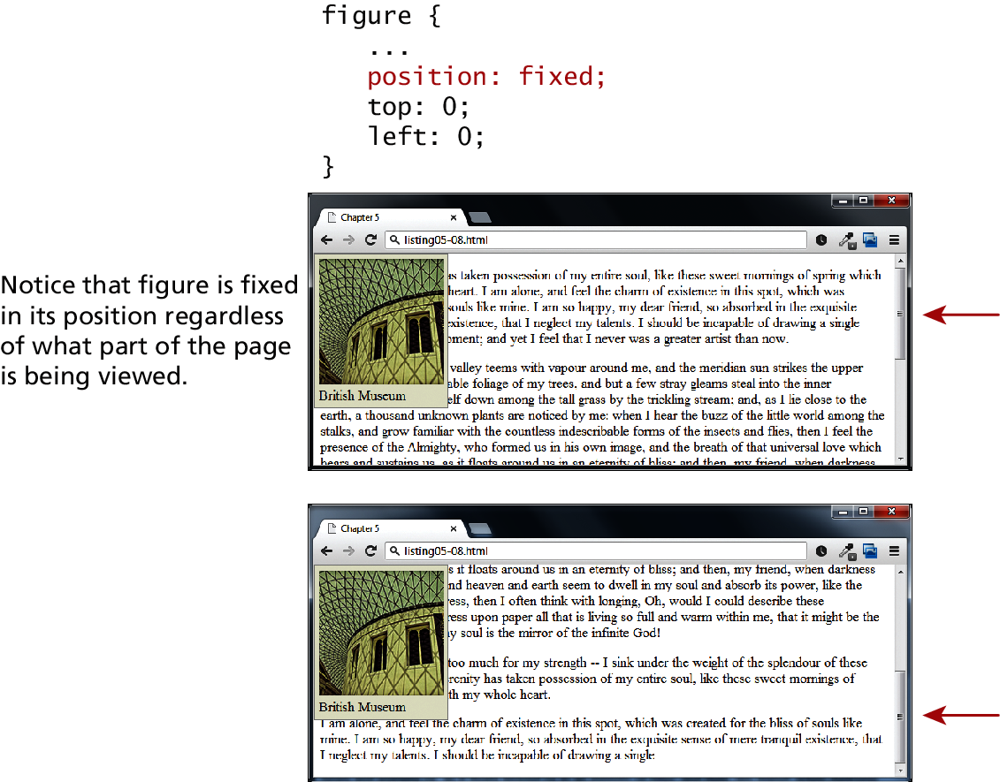 figure {
...
position: fixed;
top: 0;
left: 0;
}
Notice that figure is fixed
in its position regardless
of what part of the page
is being viewed.
Chapter 5
listing05-08.html
as taken possession of my entire soul, like these sweet mornings of spring which
heart. I am alone, and feel the charm of existence in this spot, which was
souls like mine. I am so happy, my dear friend, so absorbed in the exquisite
existence, that I neglect my talents. I should be incapable of drawing a single
oment; and yet I feel that I never was a greater artist than now.
valley teems with vapour around me, and the meridian sun strikes the upper
able foliage of my trees, and but a few stray gleams steal into the inner
elf down among the tall grass by the trickling stream; and, as I lie close to the
British Museum
earth, a thousand unknown plants are noticed by me: when I hear the buzz of the little world among the
stalks, and grow familiar with the countless indescribable forms of the insects and flies, then I feel the
presence of the Almighty, who formed us in his own image, and the breath of that universal love which
bears and sustains us, as it floats around us in an eternity of bliss; and then, my friend, when darkness
Chapter 5
listing05-08.html
s it floats around us in an eternity of bliss; and then, my friend, when darkness
nd heaven and earth seem to dwell in my soul and absorb its power, like the
ress, then I often think with longing, Oh, would I could describe these
ress upon paper all that is living so full and warm within me, that it might be the
y soul is the mirror of the infinite God!
too much for my strength -- I sink under the weight of the splendour of these
erenity has taken possession of my entire soul, like these sweet mornings of
th my whole heart.
British Museum
I am alone, and feel the charm of existence in this spot, which was created for the bliss of souls like
mine. I am so happy, my dear friend, so absorbed in the exquisite sense of mere tranquil existence, that
I neglect my talents. I should be incapable of drawing a single